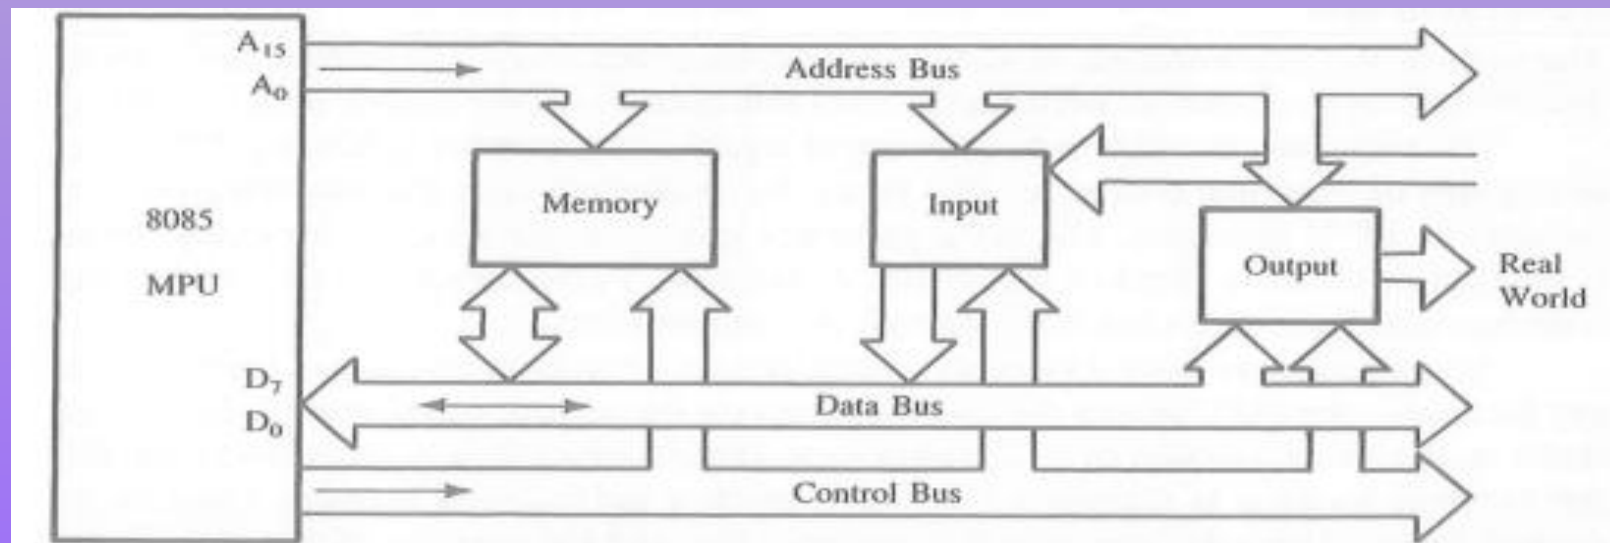 A15
A0
Address Bus
8085
MPU
Memory
Input
Output
Real
World
D7
D0
Data Bus
Control Bus